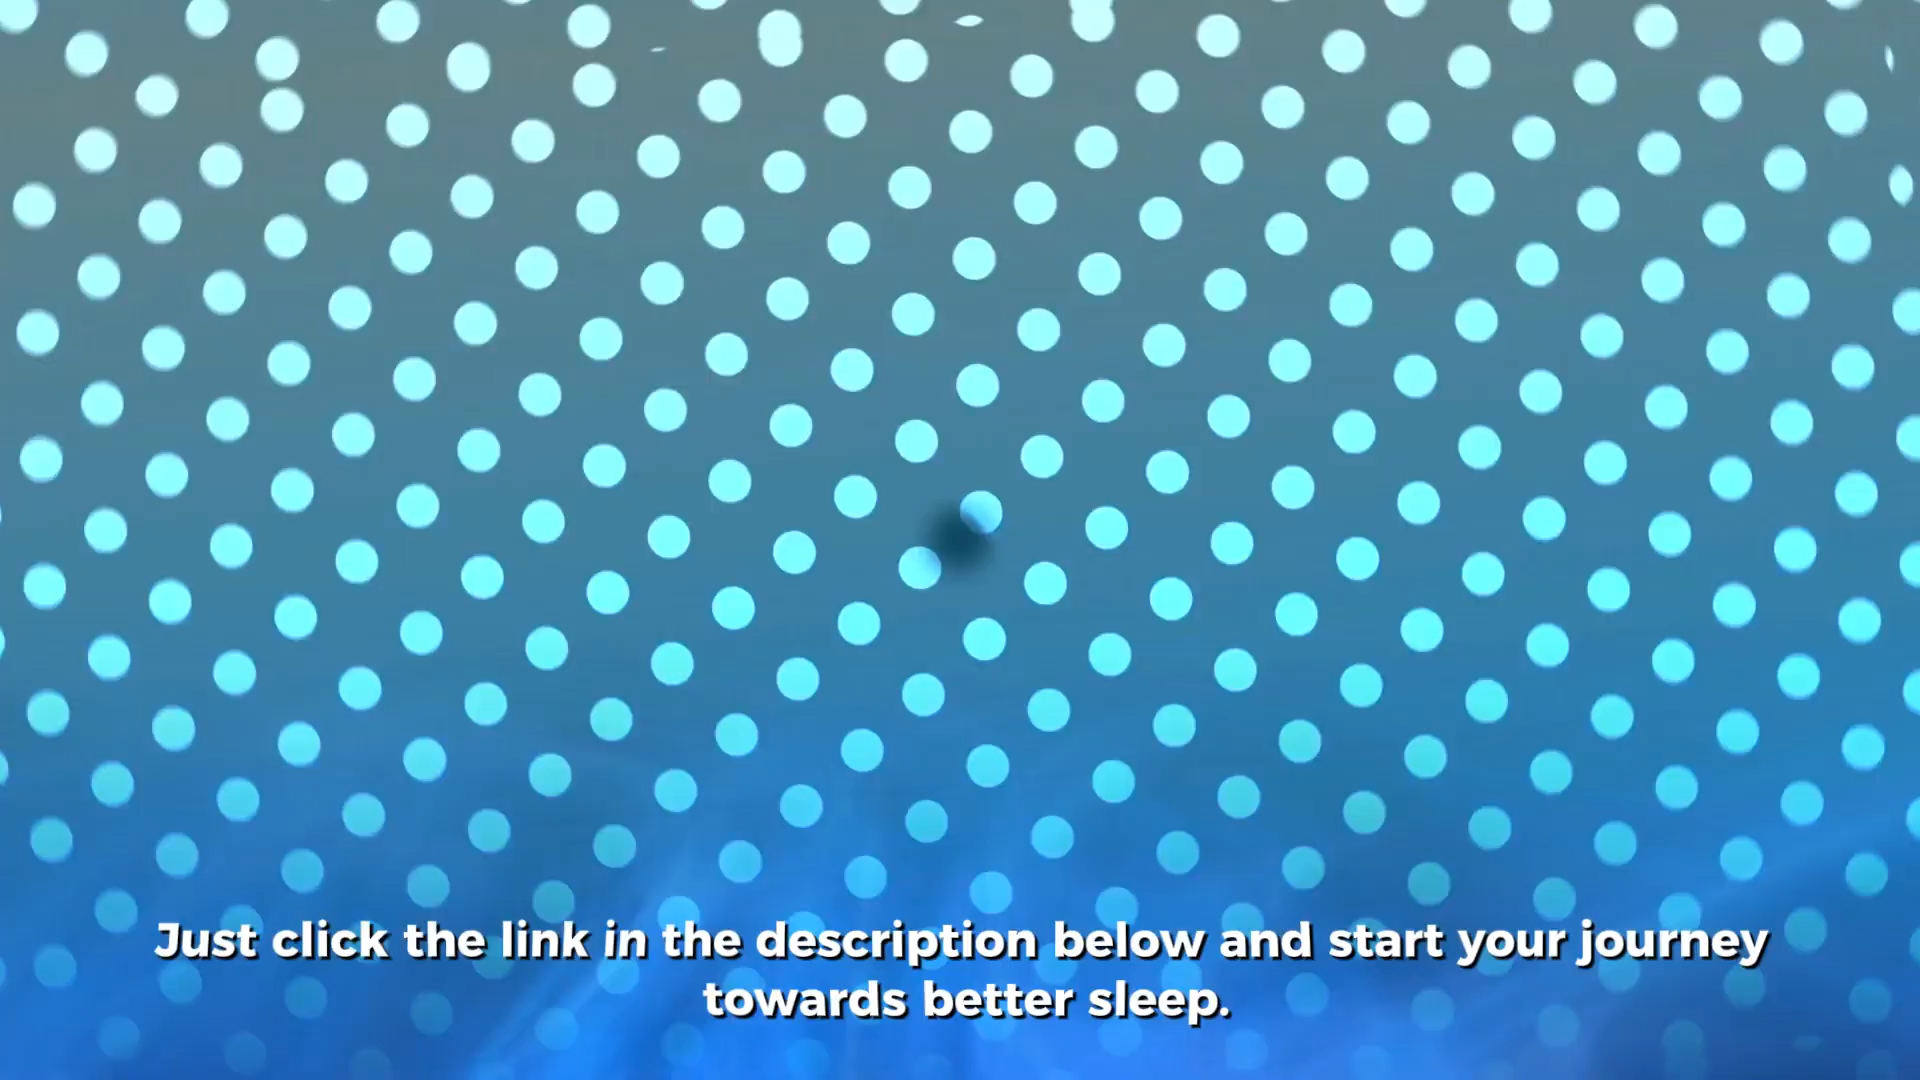 Just click the link in the description below and start your journey
towards better sleep.